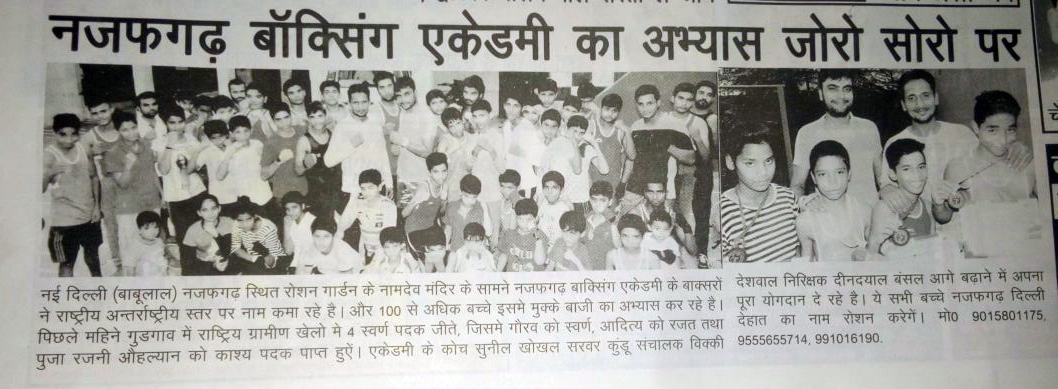 नजफगढ़ बॉक्सिंग एकेडमी का अभ्यास जोरो सोरो पर
नई दिल्ली (बाबूलाल) नजफगढ़ स्थित रोशन गार्डन के नामदेव मंदिर के सामने नजफगढ़ बाक्सिंग एकेडमी के बाक्सरों
ने राष्ट्रीय अन्तर्राष्ट्रीय स्तर पर नाम कमा रहे है। और 100 से अधिक बच्चे इसमे मुक्के बाजी का अभ्यास कर रहे है।
पिछले महिने गुडगाव में राष्ट्रिय ग्रामीण खेलो मे 4 स्वर्ण पदक जीते, जिसमे गौरव को स्वर्ण, आदित्य को रजत तथा
पुजा रजनी औहल्यान को काश्य पदक पाप्त हुऐं। एकेडमी के कोच सुनील खोखल सरवर कुंडू संचालक विक्की
देशवाल निरिक्षक दीनदयाल बंसल आगे बढ़ाने में अपना
पूरा योगदान दे रहे है। ये सभी बच्चे नजफगढ़ दिल्ली
देहात का नाम रोशन करेगें। मो0 9015801175,
9555655714, 991016190.